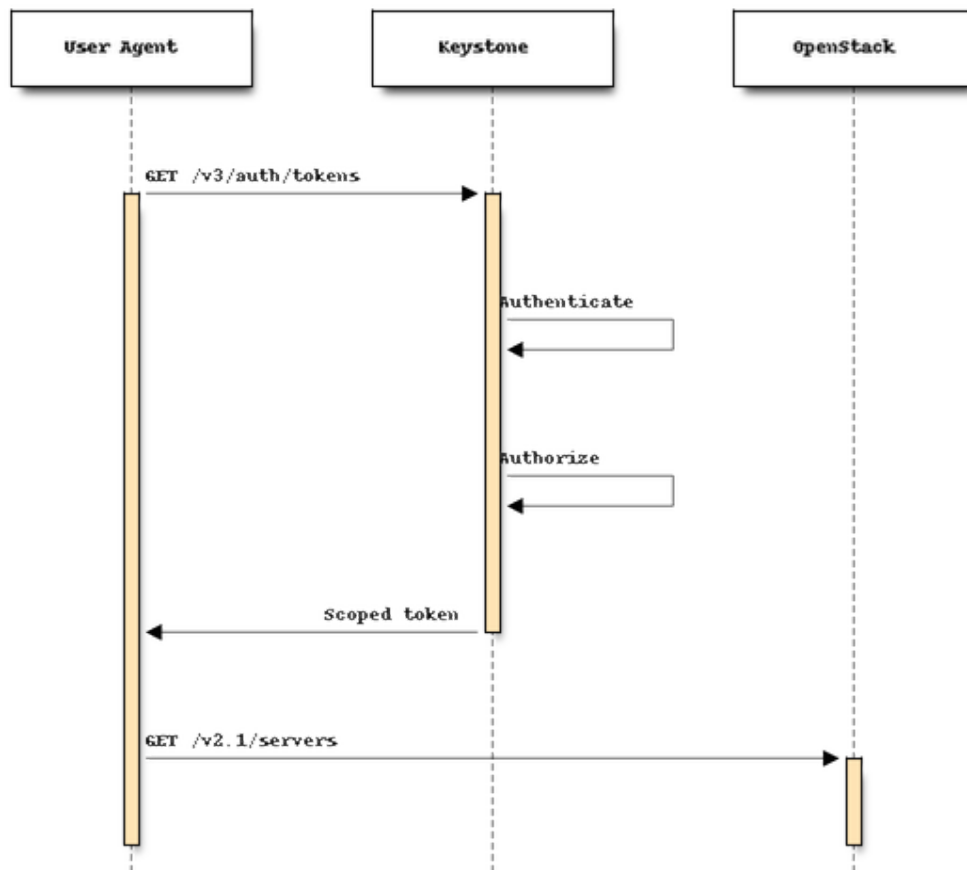 User Agent
Keystone
OpenStack
GET /v3/auth/tokens
Authenticate
Authorize
Scoped token
GET /v2.1/servers